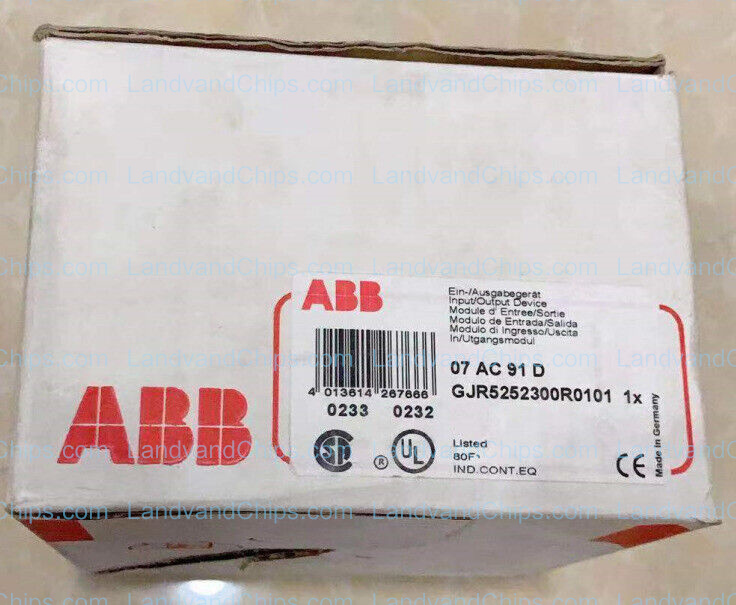 ABB
ABB
Ein-/Ausgabegerät
Input/Output Device
Module d' Entree/Sortie
Modulo de Entrada/Salida
Modulo di Ingresso/Uscita
In/Utgangsmodul
07 AC 91 D
GJR5252300R0101 1x
4 013614 267666
0233 0232
Listed
IND.CONT.EQ
UL
®
CE
Made in Germany
LandvandChips.com